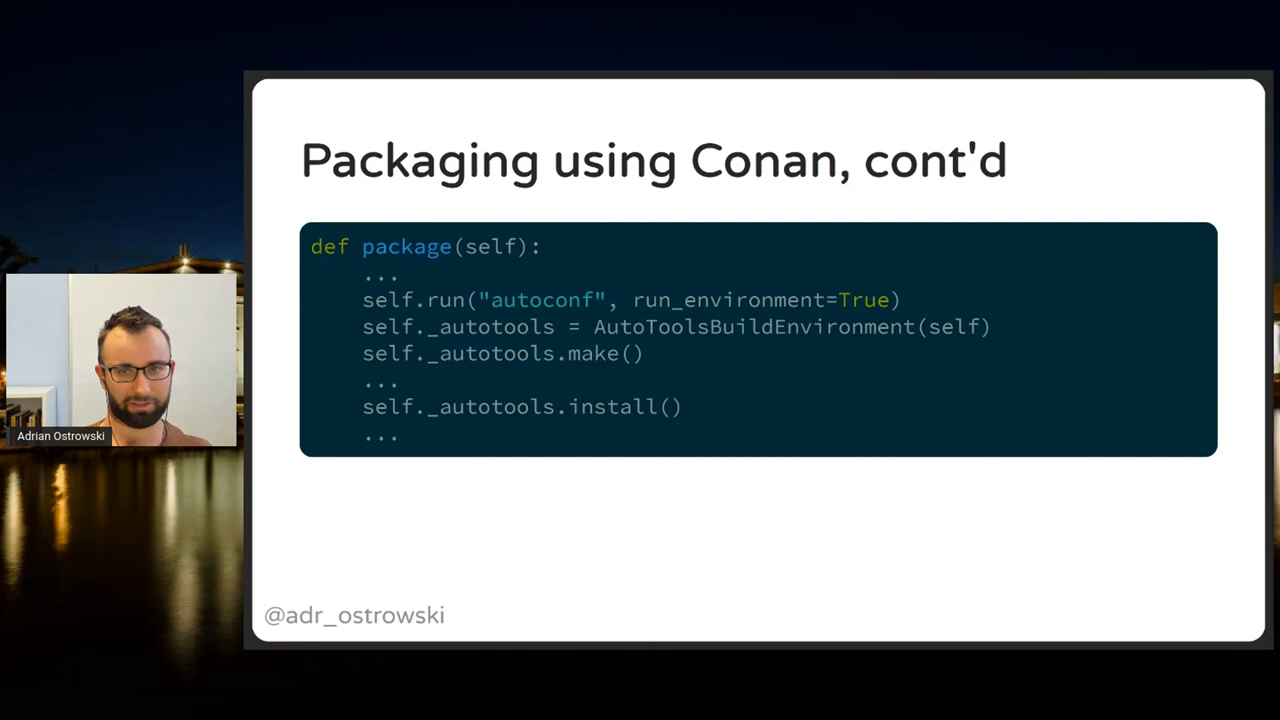 Packaging using Conan, cont'd
def package(self):
...
self.run("autoconf", run_environment=True)
self._autotools = AutoToolsBuildEnvironment(self)
self._autotools.make()
...
self._autotools.install()
...
Adrian Ostrowski
@adr_ostrowski